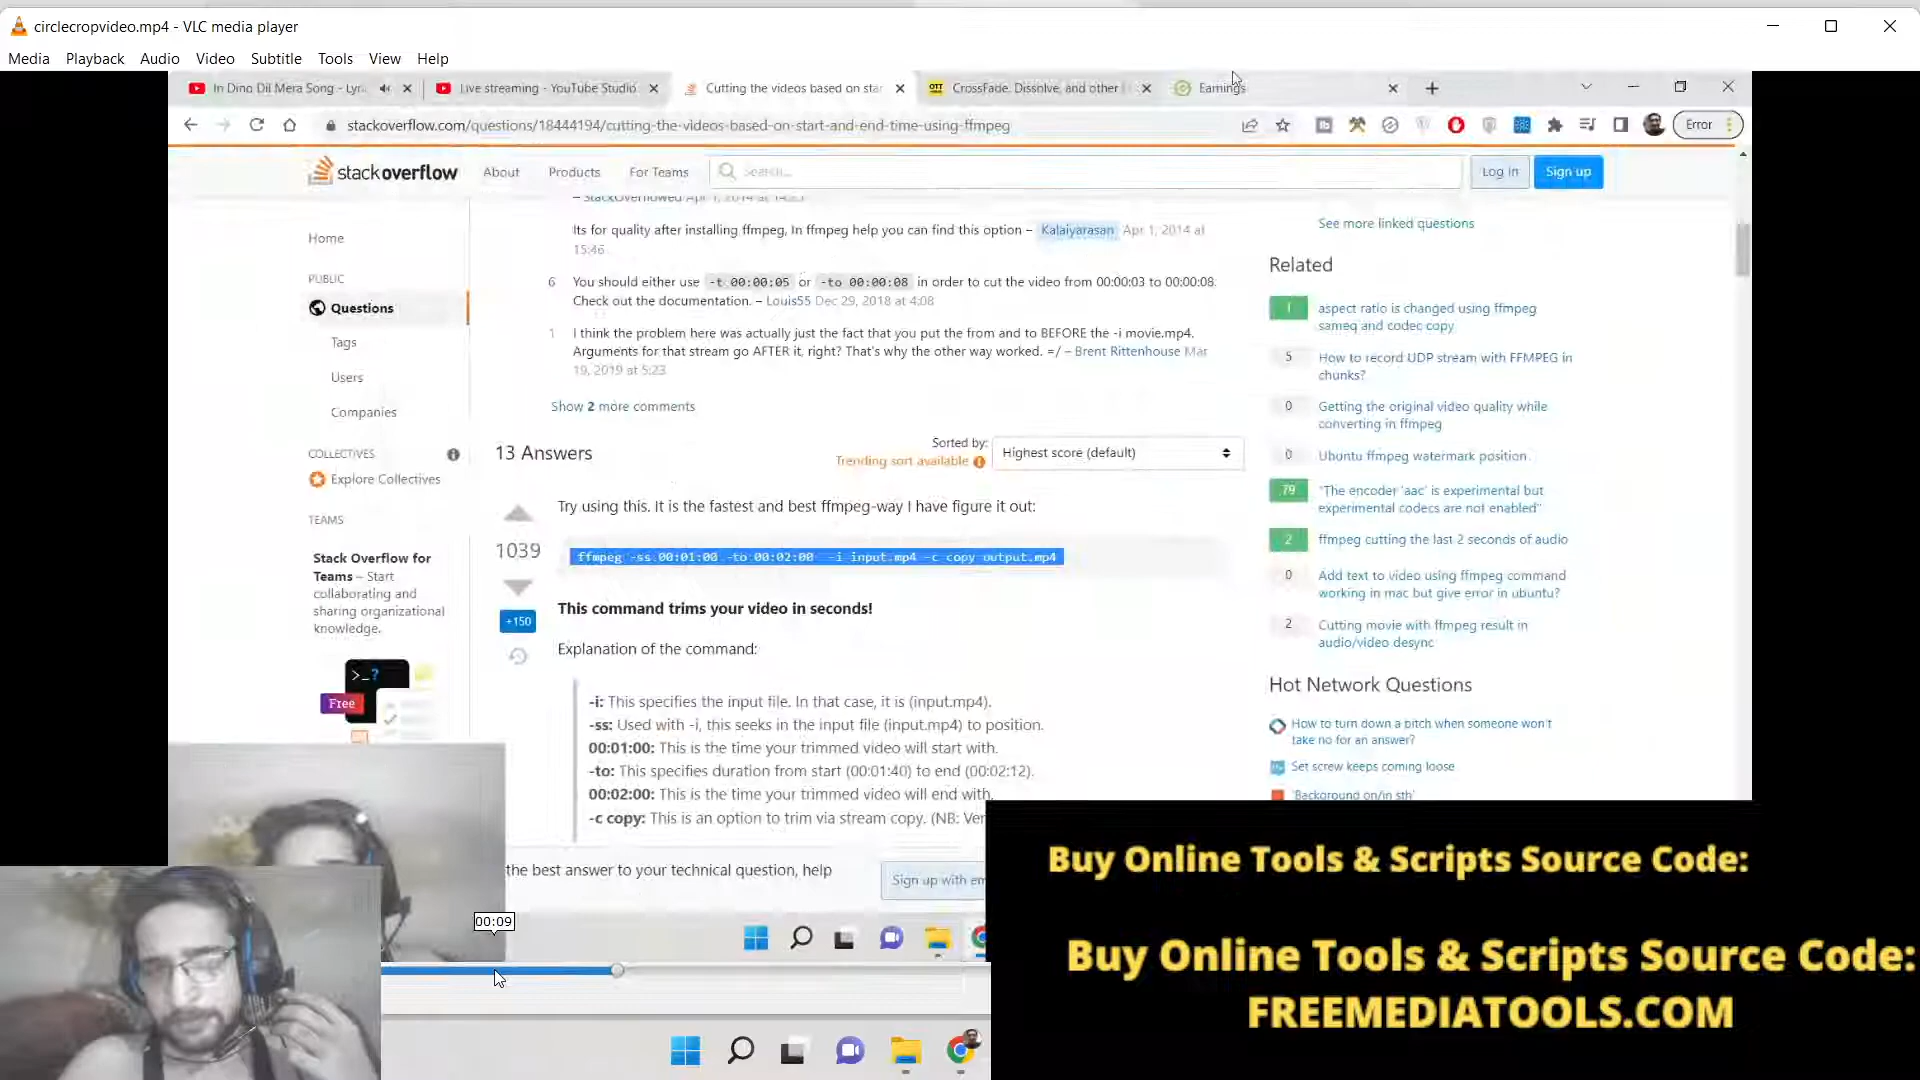 circlecropvideo.mp4 - VLC media player
Media Playback Audio Video Subtitle Tools View Help
In Dino Dil Mera Song - Lyr
Live streaming - YouTube Studio
Cutting the videos based on star
CrossFade, Dissolve, and other
Earnings
stackoverflow.com/questions/18444194/cutting-the-videos-based-on-start-and-end-time-using-ffmpeg
Error
stackoverflow
About
Products
For Teams
Search...
Log in
Sign up
Home
PUBLIC
Questions
Tags
Users
Companies
COLLECTIVES
Explore Collectives
TEAMS
Stack Overflow for
Teams – Start
collaborating and
sharing organizational
knowledge.
>_?
Free
– StackOverflowed Apr 1, 2014 at
Its for quality after installing ffmpeg, In ffmpeg help you can find this option – Kalaiyarasan Apr 1, 2014 at
15:46
6 You should either use -t 00:00:05 or -to 00:00:08 in order to cut the video from 00:00:03 to 00:00:08.
Check out the documentation. – Louis55 Dec 29, 2018 at 4:08
1 I think the problem here was actually just the fact that you put the from and to BEFORE the -i movie.mp4.
Arguments for that stream go AFTER it, right? That's why the other way worked. =/ – Brent Rittenhouse Mar
19, 2019 at 5:23
Show 2 more comments
13 Answers
Sorted by:
Trending sort available
Highest score (default)
Try using this. It is the fastest and best ffmpeg-way I have figure it out:
1039
ffmpeg -ss 00:01:00 -to 00:02:00 -i input.mp4 -c copy output.mp4
+150
This command trims your video in seconds!
Explanation of the command:
-i: This specifies the input file. In that case, it is (input.mp4).
-ss: Used with -i, this seeks in the input file (input.mp4) to position.
00:01:00: This is the time your trimmed video will start with.
-to: This specifies duration from start (00:01:40) to end (00:02:12).
00:02:00: This is the time your trimmed video will end with.
-c copy: This is an option to trim via stream copy. (NB: Ver
the best answer to your technical question, help
Sign up with em
See more linked questions
Related
1 aspect ratio is changed using ffmpeg
sameq and codec copy
5 How to record UDP stream with FFMPEG in
chunks?
0 Getting the original video quality while
converting in ffmpeg
0 Ubuntu ffmpeg watermark position
79 "The encoder 'aac' is experimental but
experimental codecs are not enabled"
2 ffmpeg cutting the last 2 seconds of audio
0 Add text to video using ffmpeg command
working in mac but give error in ubuntu?
2 Cutting movie with ffmpeg result in
audio/video desync
Hot Network Questions
How to turn down a pitch when someone won't
take no for an answer?
Set screw keeps coming loose
'Background on/in sth'
00:09
Buy Online Tools & Scripts Source Code:
Buy Online Tools & Scripts Source Code:
FREEMEDIATOOLS.COM